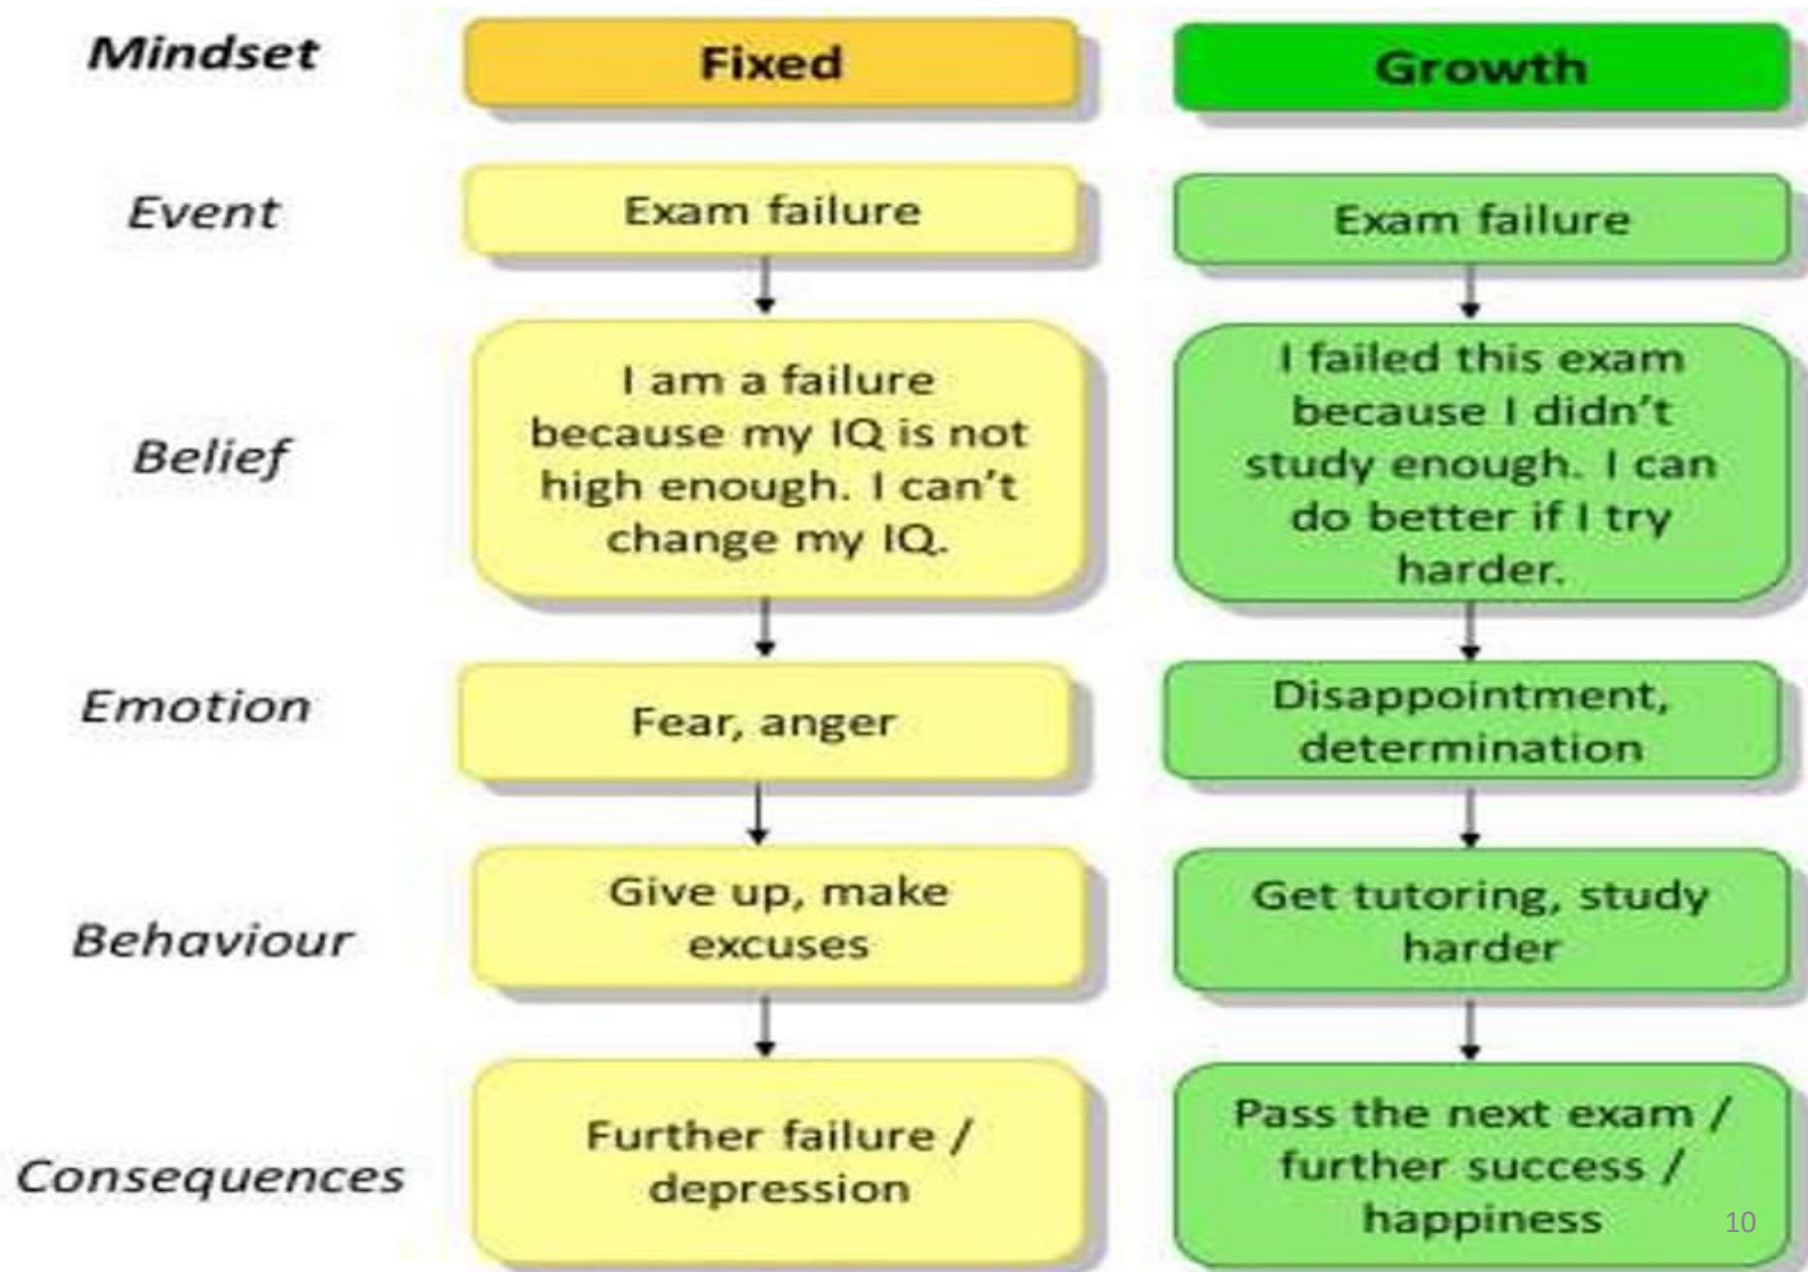 Mindset
Fixed
Growth
Event
Exam failure
Exam failure
Belief
I am a failure
because my IQ is not
high enough. I can't
change my IQ.
I failed this exam
because I didn't
study enough. I can
do better if I try
harder.
Emotion
Fear, anger
Disappointment,
determination
Behaviour
Give up, make
excuses
Get tutoring, study
harder
Consequences
Further failure /
depression
Pass the next exam /
further success /
happiness
10